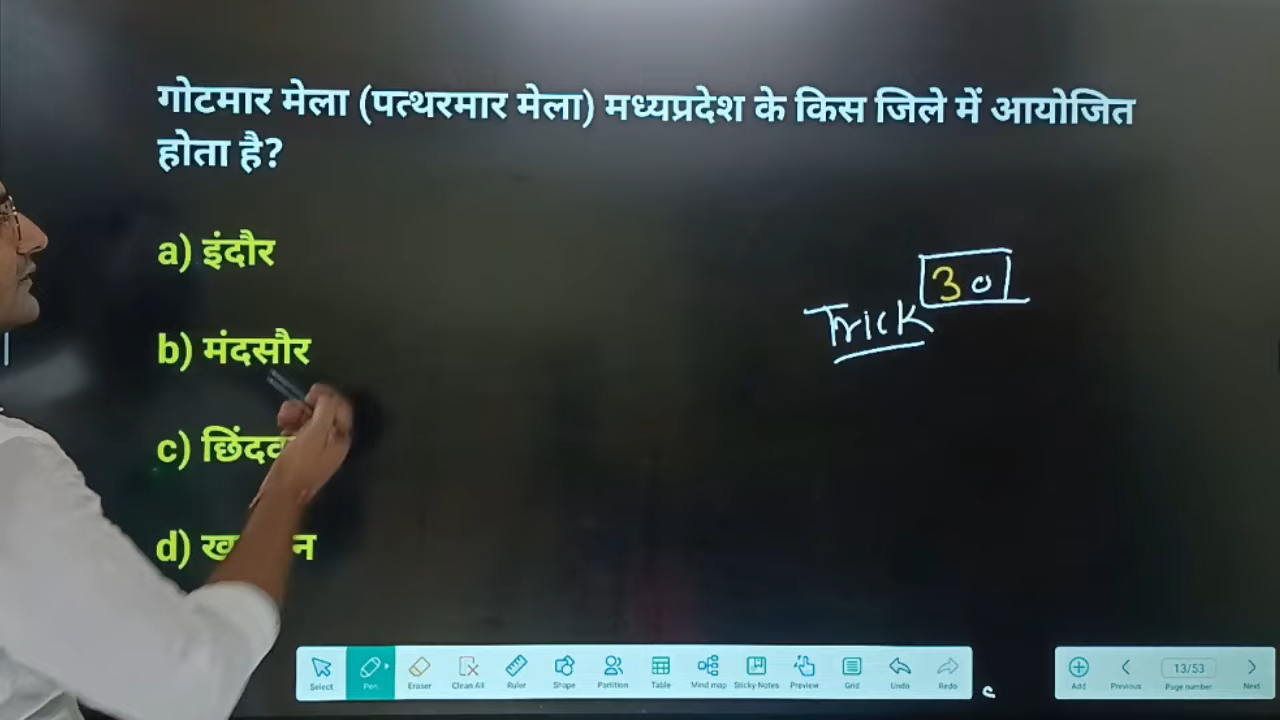 गोटमार मेला (पत्थरमार मेला) मध्यप्रदेश के किस जिले में आयोजित
होता है?
a) इंदौर
b) मंदसौर
c)
d)
30
Trick
Select Pen Eraser Clean All Ruler Shape Partition Table Mind map Sticky Notes Preview Grid Undo Redo
Add Previous 13/53 Page number Next